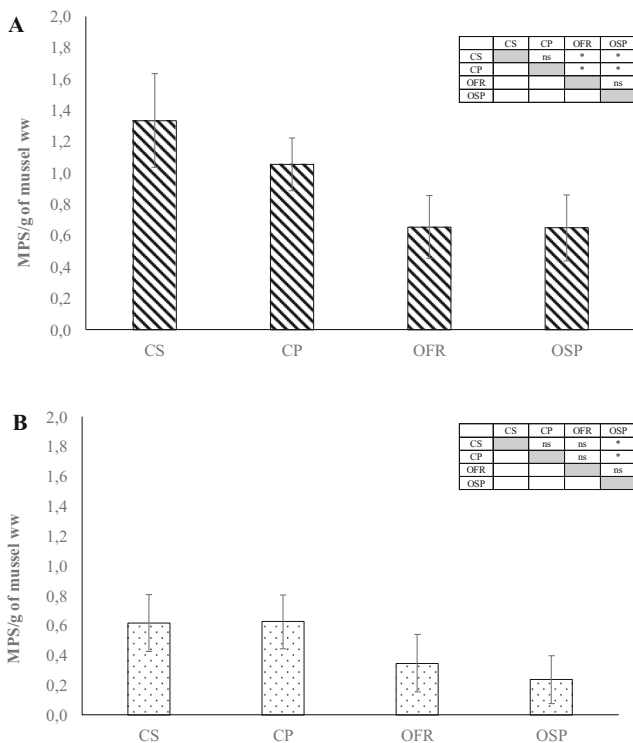 A
MPS/g of mussel ww
2,0
1,8
1,6
1,4
1,2
1,0
0,8
0,6
0,4
0,2
0,0
CS CP OFR OSP
CS CP OFR OSP
CS ns * *
CP * *
OFR ns
OSP
B
MPS/g of mussel ww
2,0
1,8
1,6
1,4
1,2
1,0
0,8
0,6
0,4
0,2
0,0
CS CP OFR OSP
CS CP OFR OSP
CS ns ns *
CP ns *
OFR ns
OSP